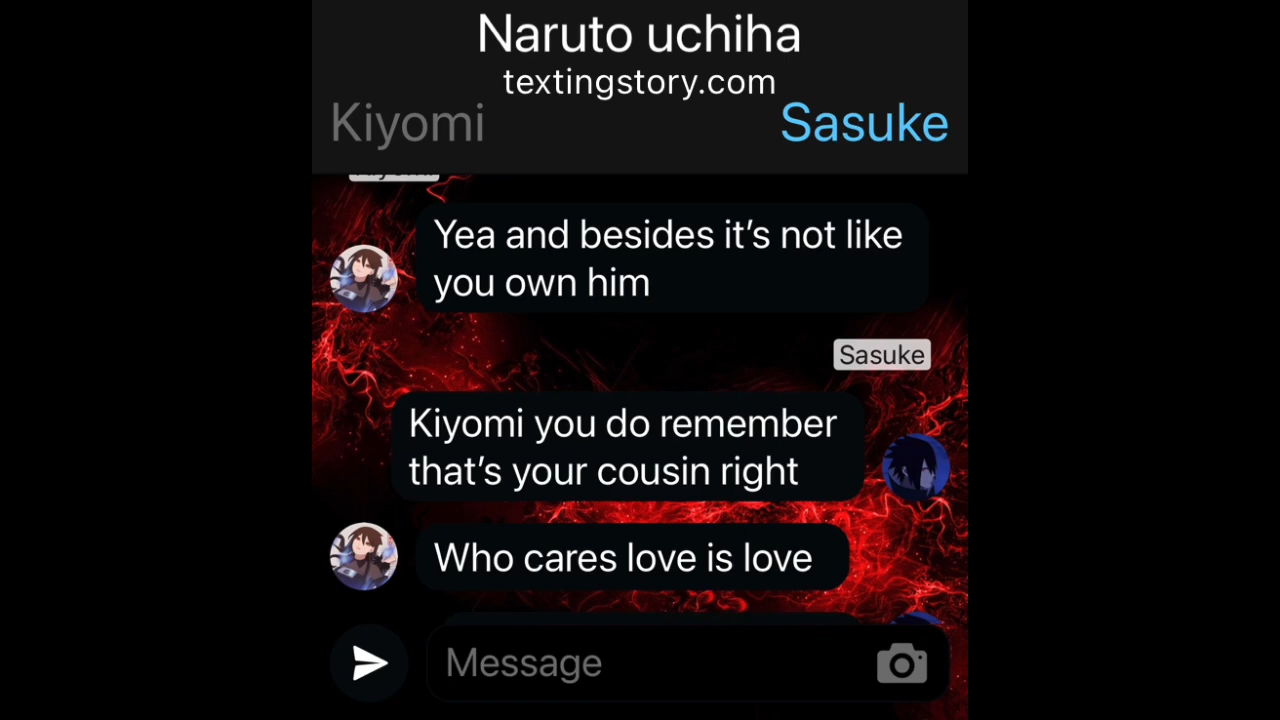 Naruto uchiha
textingstory.com
Kiyomi
Sasuke
Yea and besides it’s not like
you own him
Sasuke
Kiyomi you do remember
that’s your cousin right
Who cares love is love
Message